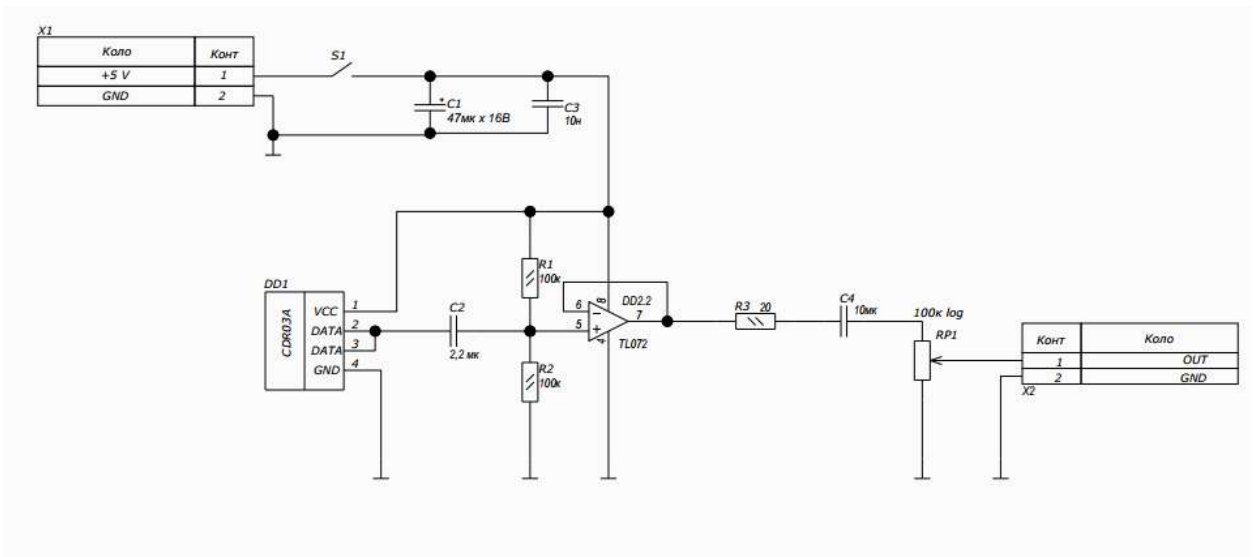 X1
Коло Конт
+5 V 1
GND 2
S1
C1
47мк х 16В
C3
10н
DD1
CDR03A
VCC 1
DATA 2
DATA 3
GND 4
C2
2,2 мк
R1
100к
R2
100к
6
5
8
4
7
DD2.2
TL072
R3 20
C4
10мк
100к log
RP1
Конт Коло
1 OUT
2 GND
X2